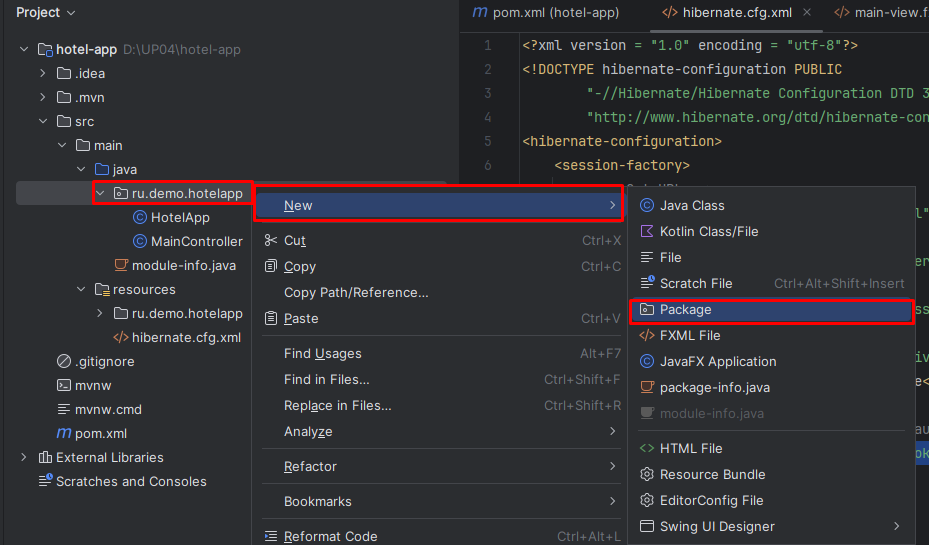 Project
hotel-app D:\UP04\hotel-app
.idea
.mvn
src
main
java
ru.demo.hotelapp
HotelApp
MainController
module-info.java
resources
ru.demo.hotelapp
hibernate.cfg.xml
.gitignore
mvnw
mvnw.cmd
pom.xml
External Libraries
Scratches and Consoles
pom.xml (hotel-app)
hibernate.cfg.xml
main-view.f
1 <?xml version = "1.0" encoding = "utf-8"?>
2 <!DOCTYPE hibernate-configuration PUBLIC
3 "-//Hibernate/Hibernate Configuration DTD 3
4 "http://www.hibernate.org/dtd/hibernate-con
5 <hibernate-configuration>
6 <session-factory>
New
Cut Ctrl+X
Copy Ctrl+C
Copy Path/Reference...
Paste Ctrl+V
Find Usages Alt+F7
Find in Files... Ctrl+Shift+F
Replace in Files... Ctrl+Shift+R
Analyze
Refactor
Bookmarks
Reformat Code Ctrl+Alt+L
Java Class
Kotlin Class/File
File
Scratch File Ctrl+Alt+Shift+Insert
Package
FXML File
JavaFX Application
package-info.java
module-info.java
HTML File
Resource Bundle
EditorConfig File
Swing UI Designer